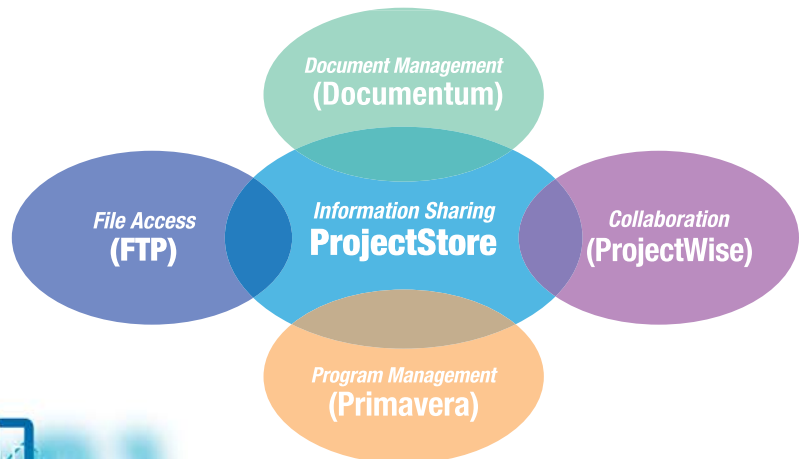 Document Management
(Documentum)
File Access
(FTP)
Information Sharing
ProjectStore
Collaboration
(ProjectWise)
Program Management
(Primavera)